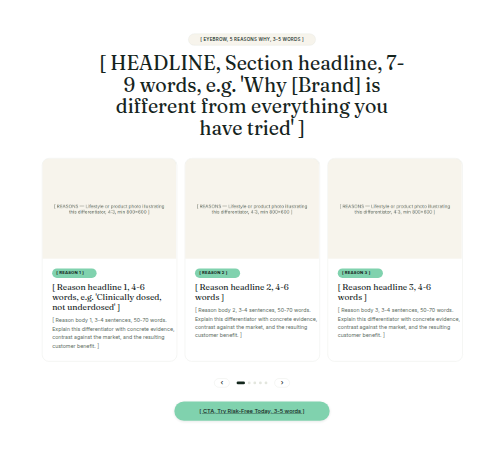 [ EYEBROW, 5 REASONS WHY, 3-5 WORDS ]
[ HEADLINE, Section headline, 7-
9 words, e.g. 'Why [Brand] is
different from everything you
have tried' ]
[ REASONS — Lifestyle or product photo illustrating
this differentiator, 4:3, min 800×600 ]
[ REASON 1 ]
[ Reason headline 1, 4-6
words, e.g. 'Clinically dosed,
not underdosed' ]
[ Reason body 1, 3-4 sentences, 50-70 words.
Explain this differentiator with concrete evidence,
contrast against the market, and the resulting
customer benefit. ]
[ REASONS — Lifestyle or product photo illustrating
this differentiator, 4:3, min 800×600 ]
[ REASON 2 ]
[ Reason headline 2, 4-6
words ]
[ Reason body 2, 3-4 sentences, 50-70 words.
Explain this differentiator with concrete evidence,
contrast against the market, and the resulting
customer benefit. ]
[ REASONS — Lifestyle or product photo illustrating
this differentiator, 4:3, min 800×600 ]
[ REASON 3 ]
[ Reason headline 3, 4-6
words ]
[ Reason body 3, 3-4 sentences, 50-70 words.
Explain this differentiator with concrete evidence,
contrast against the market, and the resulting
customer benefit. ]
[ CTA, Try Risk-Free Today, 3-5 words ]